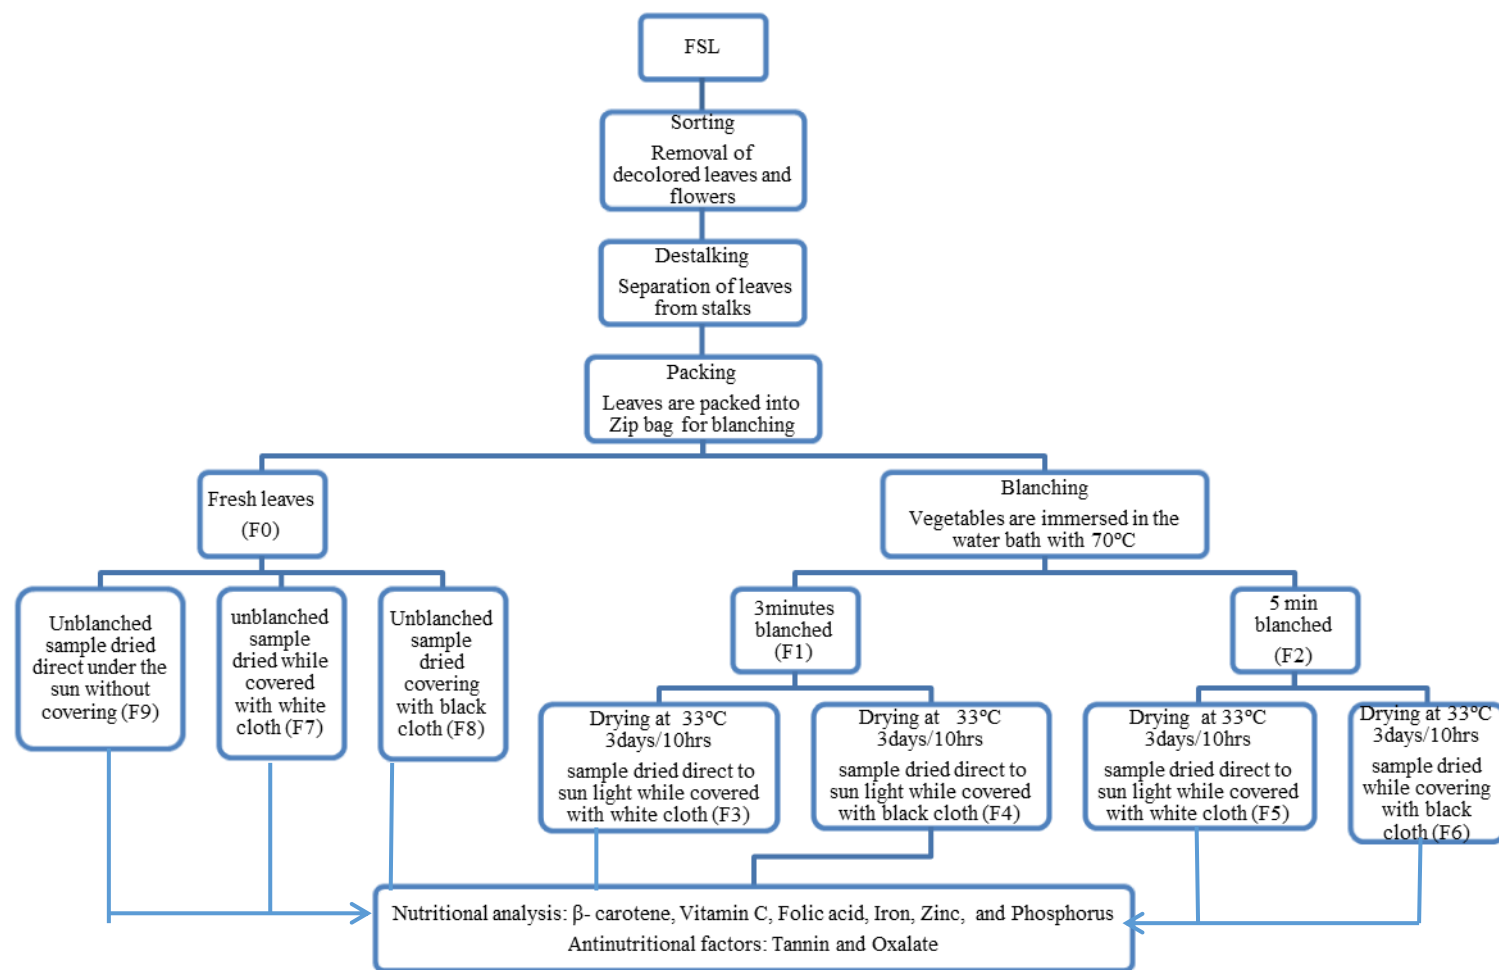 FSL
Sorting
Removal of
decolored leaves and
flowers
Destalking
Separation of leaves
from stalks
Packing
Leaves are packed into
Zip bag for blanching
Fresh leaves
(F0)
Blanching
Vegetables are immersed in the
water bath with 70°C
Unblanched
sample dried
direct under the
sun without
covering (F9)
unblanched
sample
dried while
covered
with white
cloth (F7)
Unblanched
sample
dried
covering
with black
cloth (F8)
3minutes
blanched
(F1)
5 min
blanched
(F2)
Drying at 33°C
3days/10hrs
sample dried direct to
sun light while covered
with white cloth (F3)
Drying at 33°C
3days/10hrs
sample dried direct to
sun light while covered
with black cloth (F4)
Drying at 33°C
3days/10hrs
sample dried direct to
sun light while covered
with white cloth (F5)
Drying at 33°C
3days/10hrs
sample dried
while covering
with black
cloth (F6)
Nutritional analysis: β- carotene, Vitamin C, Folic acid, Iron, Zinc, and Phosphorus
Antinutritional factors: Tannin and Oxalate